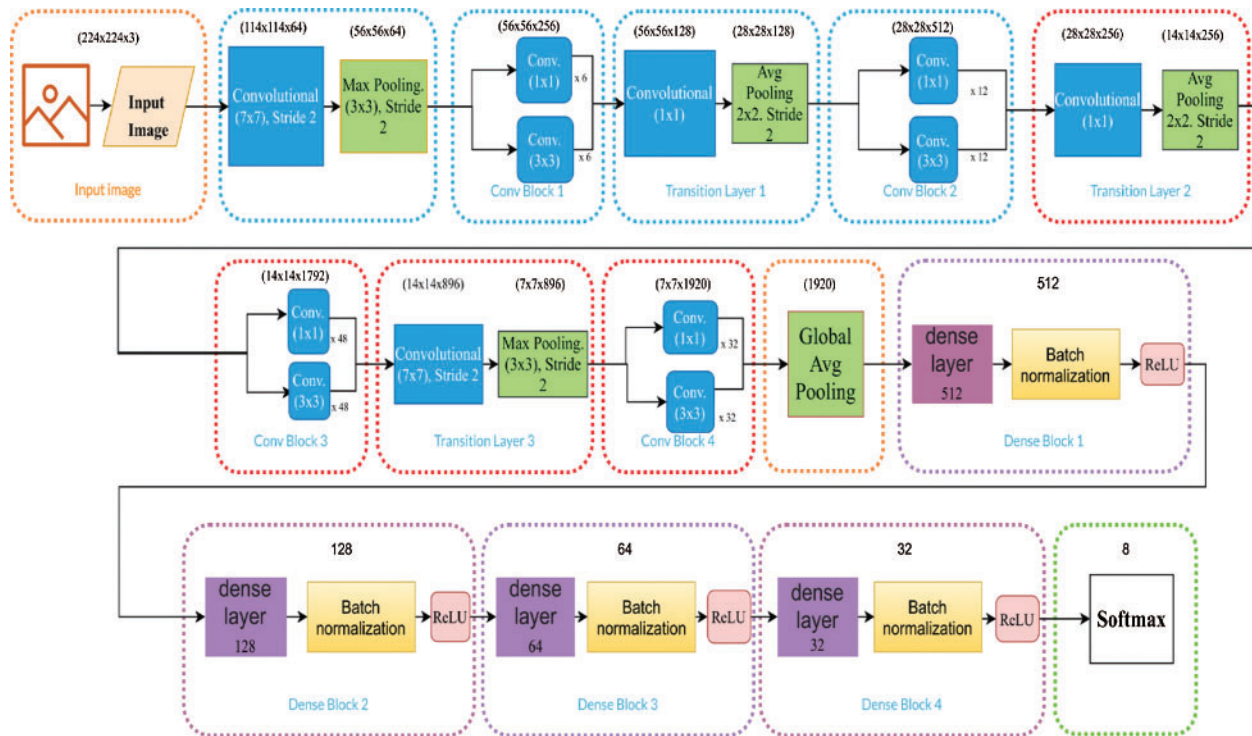 (224x224x3)
Input
Image
Input image
(114x114x64)
(56x56x64)
Convolutional
(7x7), Stride 2
Max Pooling.
(3x3), Stride
2
(56x56x256)
Conv.
(1x1)
x 6
Conv.
(3x3)
x 6
Conv Block 1
(56x56x128)
(28x28x128)
Convolutional
(1x1)
Avg
Pooling
2x2. Stride
2
Transition Layer 1
(28x28x512)
Conv.
(1x1)
x 12
Conv.
(3x3)
x 12
Conv Block 2
(28x28x256)
(14x14x256)
Convolutional
(1x1)
Avg
Pooling
2x2. Stride
2
Transition Layer 2
(14x14x1792)
Conv.
(1x1)
x 48
Conv.
(3x3)
x 48
Conv Block 3
(14x14x896)
(7x7x896)
Convolutional
(7x7), Stride 2
Max Pooling.
(3x3), Stride
2
Transition Layer 3
(7x7x1920)
Conv.
(1x1)
x 32
Conv.
(3x3)
x 32
Conv Block 4
(1920)
Global
Avg
Pooling
512
dense
layer
512
Batch
normalization
ReLU
Dense Block 1
128
dense
layer
128
Batch
normalization
ReLU
Dense Block 2
64
dense
layer
64
Batch
normalization
ReLU
Dense Block 3
32
dense
layer
32
Batch
normalization
ReLU
Dense Block 4
8
Softmax